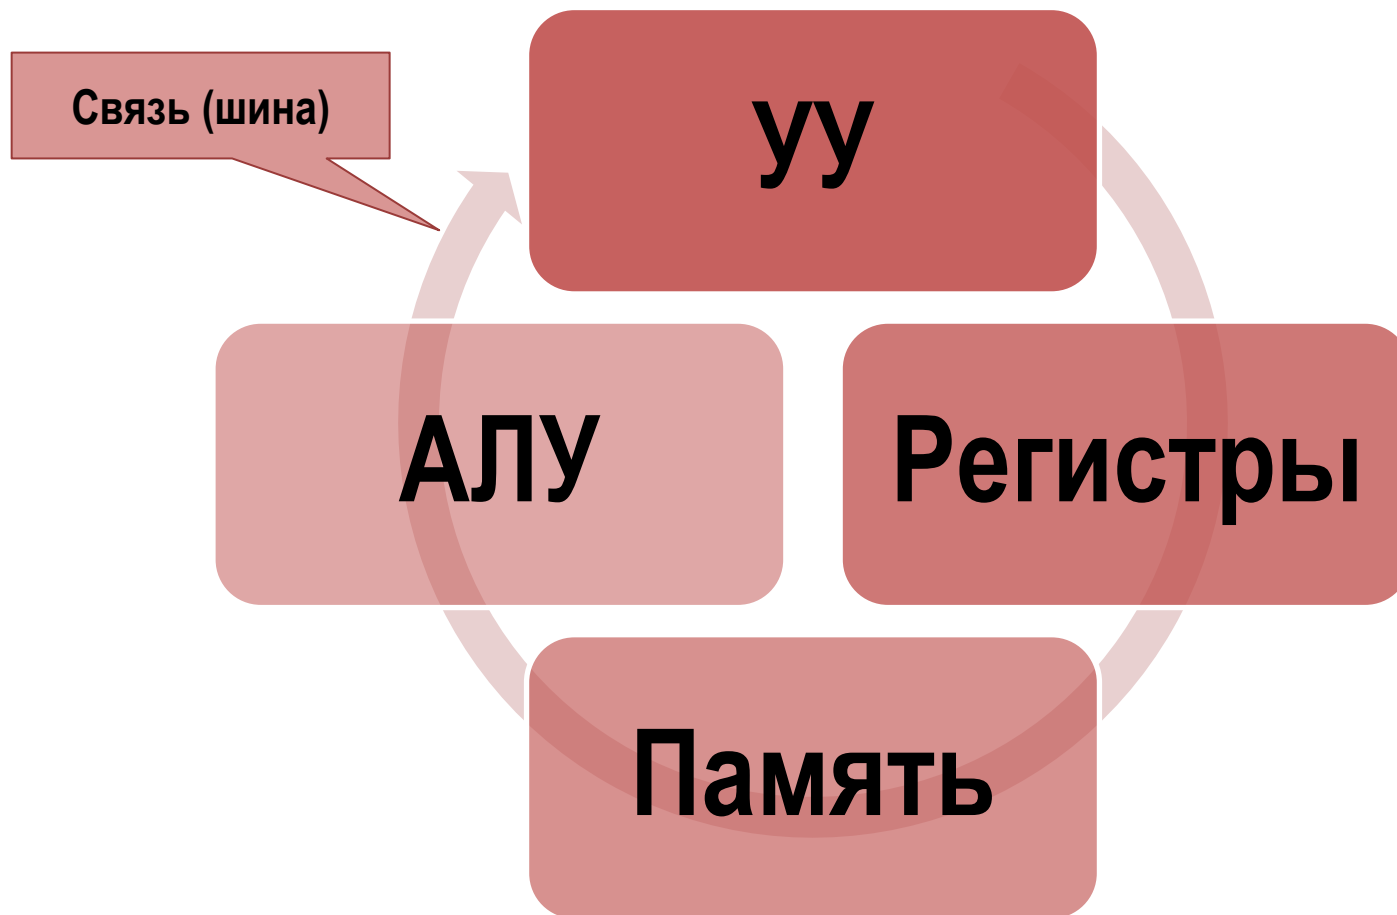 Связь (шина)
УУ
АЛУ
Регистры
Память